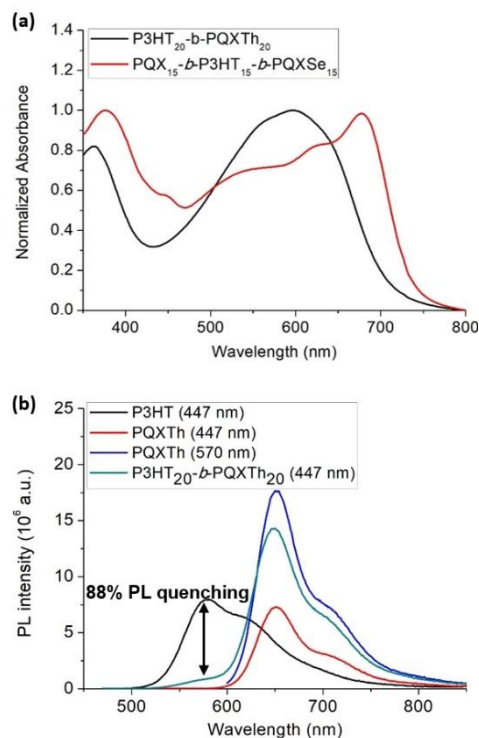 (a)
P3HT20-b-PQXTh20
PQX15-b-P3HT15-b-PQXSe15
Normalized Absorbance
1.4
1.2
1.0
0.8
0.6
0.4
0.2
0.0
400 500 600 700 800
Wavelength (nm)
(b)
P3HT (447 nm)
PQXTh (447 nm)
PQXTh (570 nm)
P3HT20-b-PQXTh20 (447 nm)
PL intensity (10⁶ a.u.)
25
20
15
10
5
0
88% PL quenching
500 600 700 800
Wavelength (nm)